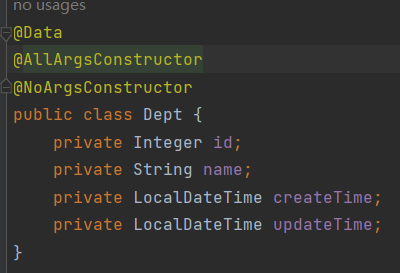 no usages
@Data
@AllArgsConstructor
@NoArgsConstructor
public class Dept {
    private Integer id;
    private String name;
    private LocalDateTime createTime;
    private LocalDateTime updateTime;
}